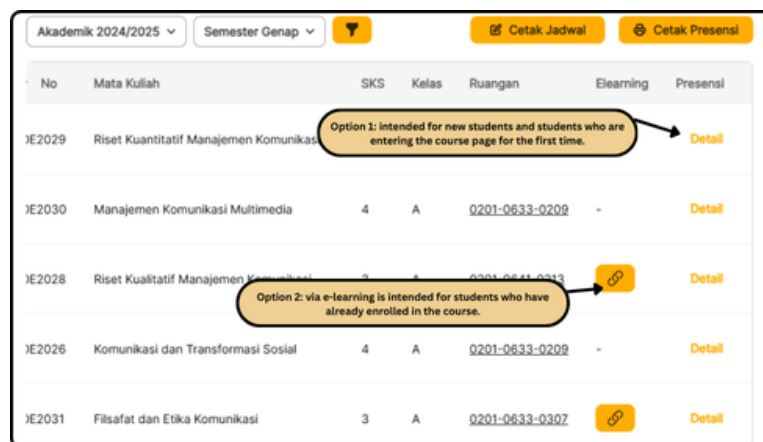 Akademik 2024/2025 Semester Genap Cetak Jadwal Cetak Presensi
No Mata Kuliah SKS Kelas Ruangan Elearning Presensi
Option 1: intended for new students and students who are
entering the course page for the first time.
E2029 Riset Kuantitatif Manajemen Komunikas Detail
E2030 Manajemen Komunikasi Multimedia 4 A 0201-0633-0209 - Detail
E2028 Riset Kualitatif Manajemen A Detail
Option 2: via e-learning is intended for students who have
already enrolled in the course.
E2026 Komunikasi dan Transformasi Sosial 4 A 0201-0633-0209 - Detail
E2031 Filsafat dan Etika Komunikasi 3 A 0201-0633-0307 Detail